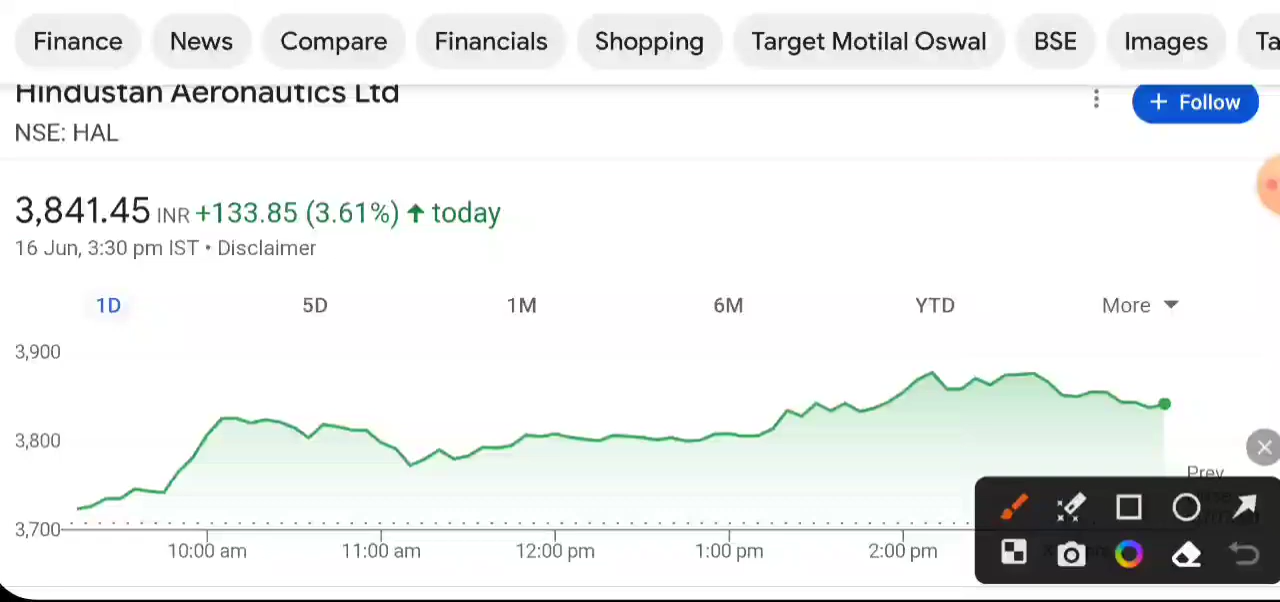 Finance News Compare Financials Shopping Target Motilal Oswal BSE Images Ta
Hindustan Aeronautics Ltd
+ Follow
NSE: HAL
3,841.45 INR +133.85 (3.61%) ↑ today
16 Jun, 3:30 pm IST • Disclaimer
1D 5D 1M 6M YTD More
3,900
3,800
3,700
Prev
10:00 am 11:00 am 12:00 pm 1:00 pm 2:00 pm